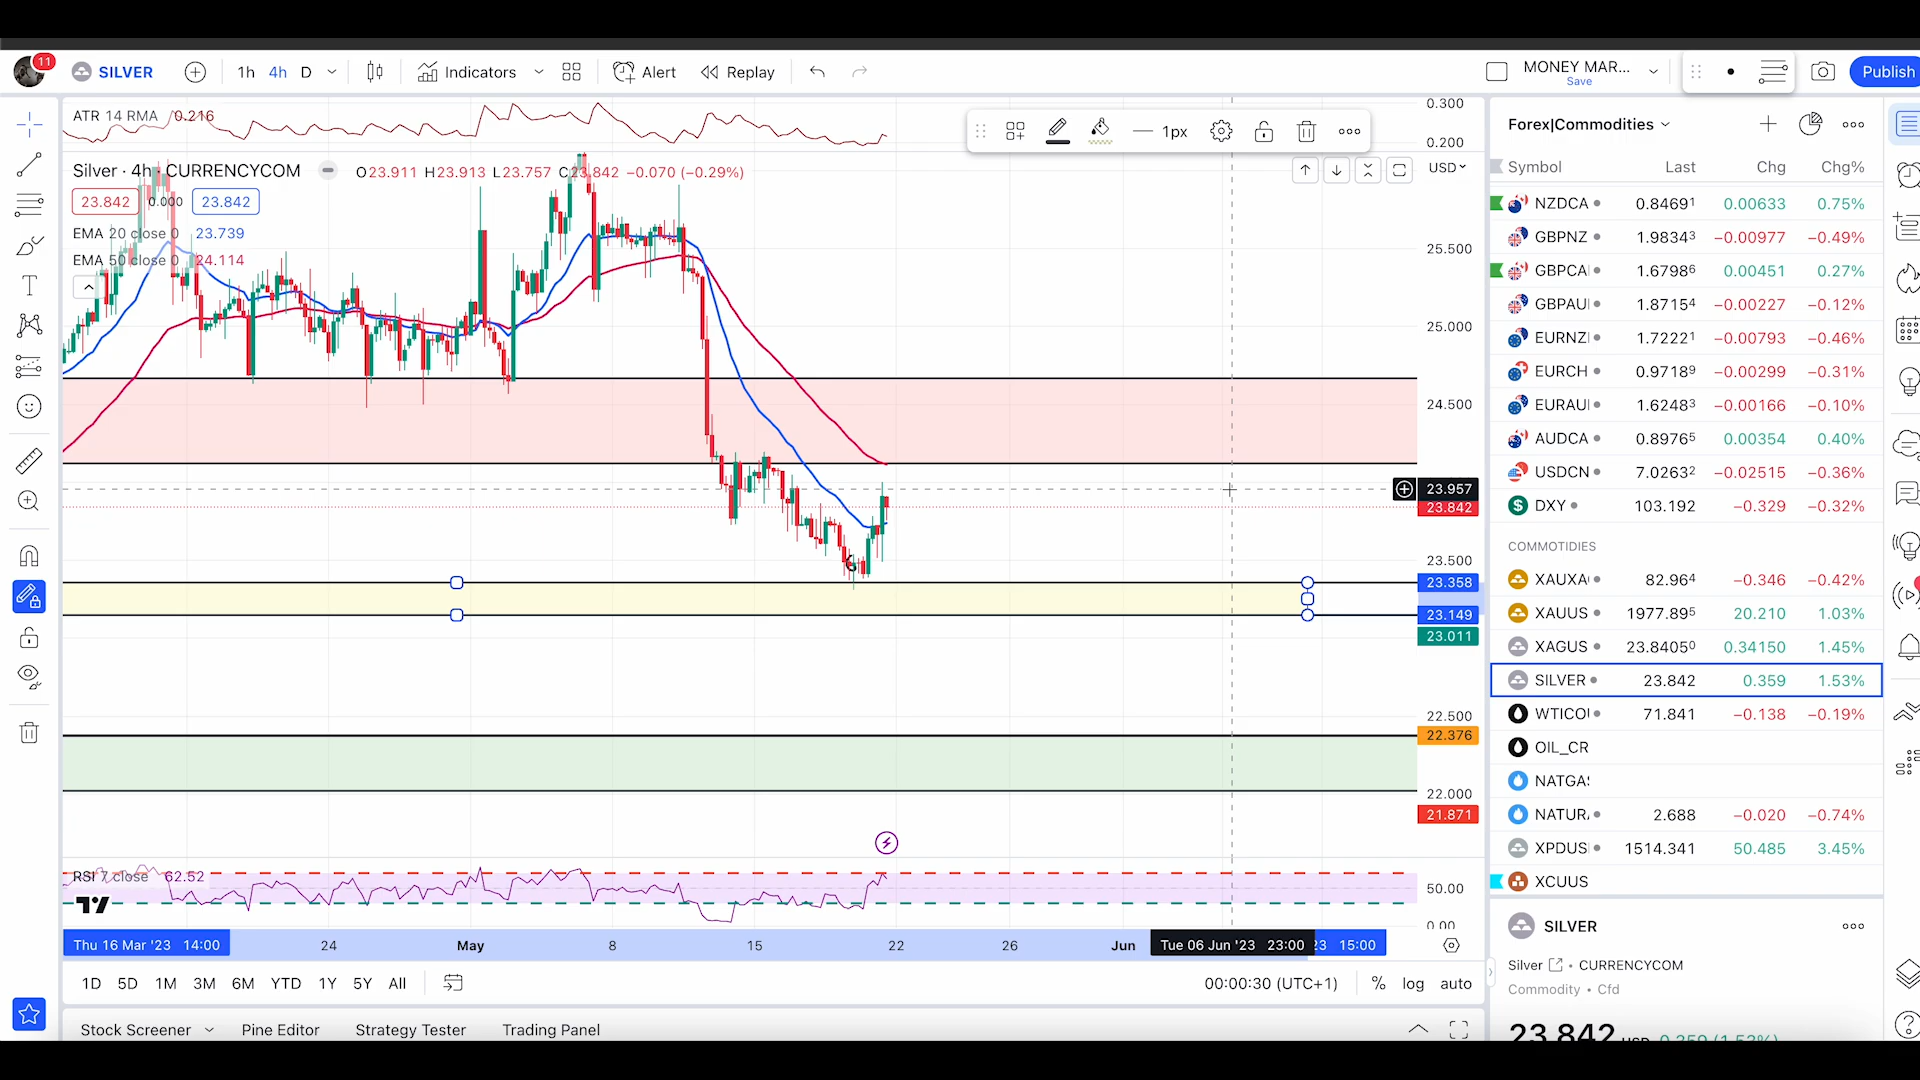 11
SILVER
1h 4h D
Indicators
Alert
Replay
MONEY MAR...
Save
Publish
ATR 14 RMA 0.216
1px
0.300
0.200
Silver · 4h · CURRENCYCOM
O23.911 H23.913 L23.757 C23.842 −0.070 (−0.29%)
USD
23.842 0.000 23.842
EMA 20 close 0 23.739
EMA 50 close 0 24.114
25.500
25.000
24.500
23.957
23.842
23.500
23.358
23.149
23.011
22.500
22.376
22.000
21.871
RSI 7 close 62.52
50.00
0.00
Thu 16 Mar '23 14:00
24
May
8
15
22
26
Jun
Tue 06 Jun '23 23:00
23 15:00
1D 5D 1M 3M 6M YTD 1Y 5Y All
00:00:30 (UTC+1)
% log auto
Stock Screener
Pine Editor
Strategy Tester
Trading Panel
Forex|Commodities
Symbol Last Chg Chg%
NZDCA 0.84691 0.00633 0.75%
GBPNZ 1.98343 −0.00977 −0.49%
GBPCA 1.67986 0.00451 0.27%
GBPAU 1.87154 −0.00227 −0.12%
EURNZ 1.72221 −0.00793 −0.46%
EURCH 0.97189 −0.00299 −0.31%
EURAU 1.62483 −0.00166 −0.10%
AUDCA 0.89765 0.00354 0.40%
USDCN 7.02632 −0.02515 −0.36%
DXY 103.192 −0.329 −0.32%
COMMOTIDIES
XAUXA 82.964 −0.346 −0.42%
XAUUS 1977.895 20.210 1.03%
XAGUS 23.84050 0.34150 1.45%
SILVER 23.842 0.359 1.53%
WTICO 71.841 −0.138 −0.19%
OIL_CR
NATGAS
NATUR 2.688 −0.020 −0.74%
XPDUS 1514.341 50.485 3.45%
XCUUS
SILVER
Silver · CURRENCYCOM
Commodity · Cfd
23.842 USD 0.359 (1.53%)